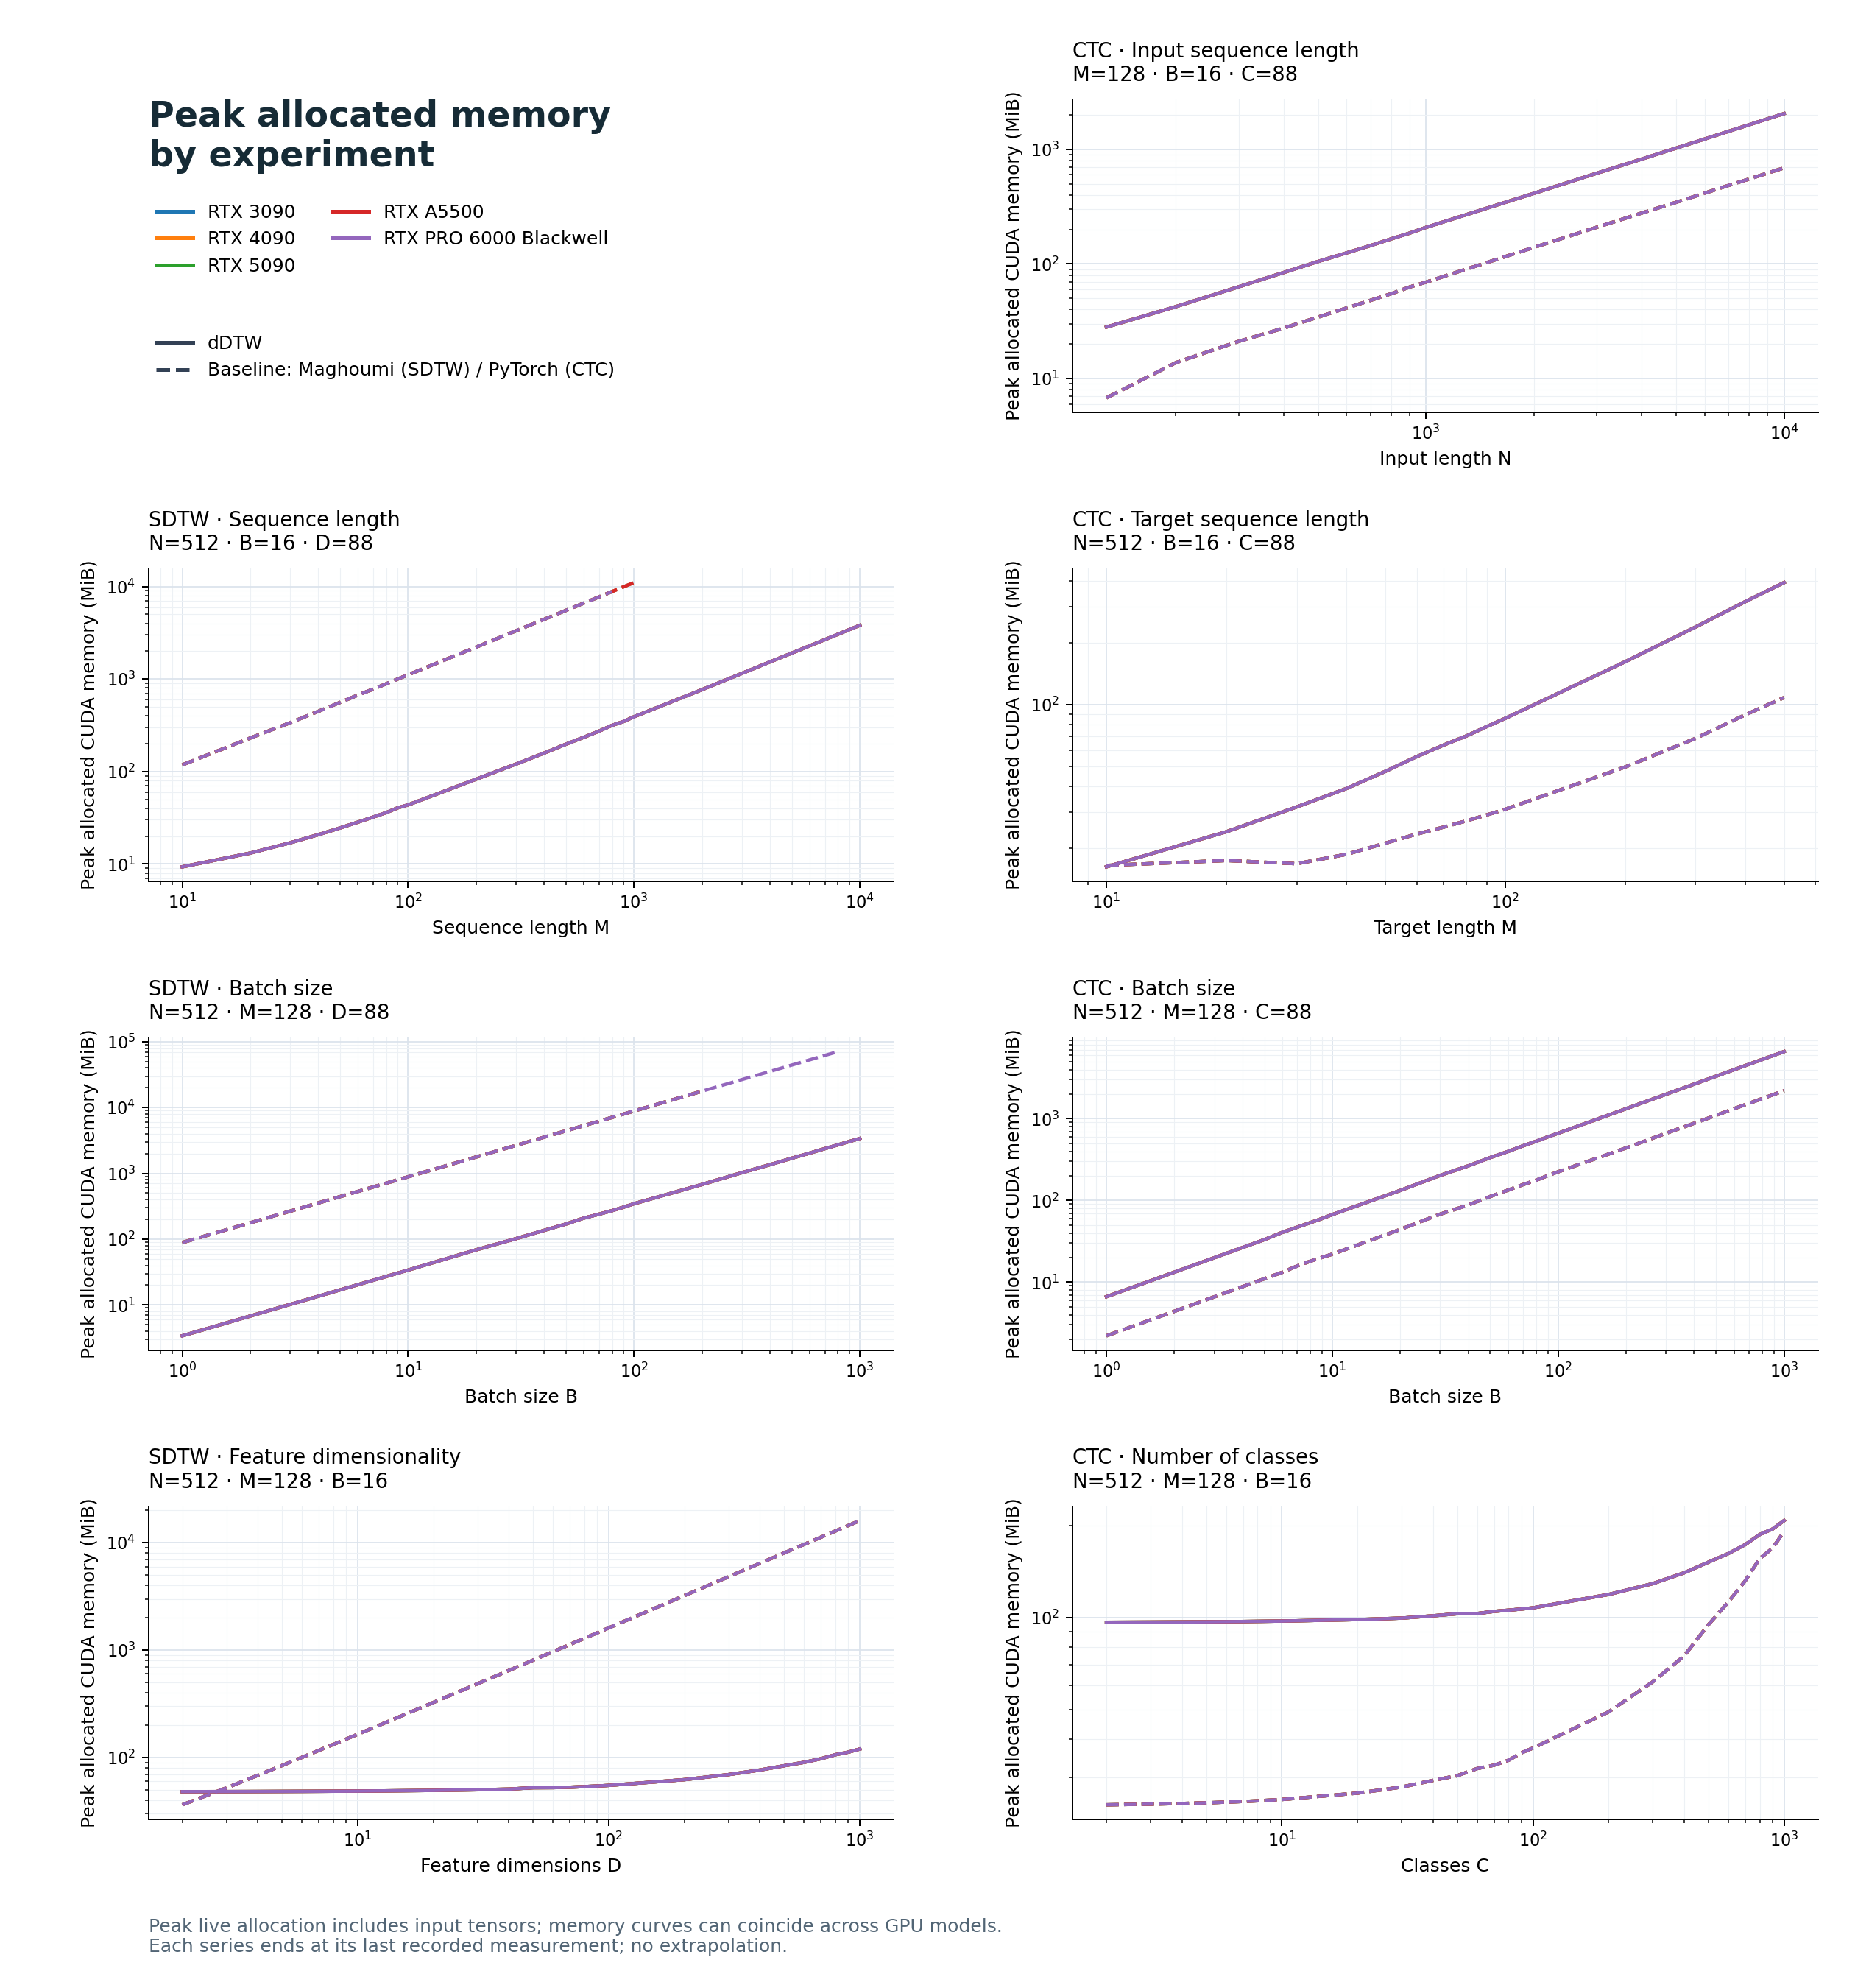 Peak allocated memory
by experiment
RTX 3090
RTX 4090
RTX 5090
RTX A5500
RTX PRO 6000 Blackwell
dDTW
Baseline: Maghoumi (SDTW) / PyTorch (CTC)
CTC · Input sequence length
M=128 · B=16 · C=88
Peak allocated CUDA memory (MiB)
10³
10²
10¹
10³ 10⁴
Input length N
SDTW · Sequence length
N=512 · B=16 · D=88
Peak allocated CUDA memory (MiB)
10⁴
10³
10²
10¹
10¹ 10² 10³ 10⁴
Sequence length M
CTC · Target sequence length
N=512 · B=16 · C=88
Peak allocated CUDA memory (MiB)
10²
10¹ 10²
Target length M
SDTW · Batch size
N=512 · M=128 · D=88
Peak allocated CUDA memory (MiB)
10⁵
10⁴
10³
10²
10¹
10⁰ 10¹ 10² 10³
Batch size B
CTC · Batch size
N=512 · M=128 · C=88
Peak allocated CUDA memory (MiB)
10³
10²
10¹
10⁰ 10¹ 10² 10³
Batch size B
SDTW · Feature dimensionality
N=512 · M=128 · B=16
Peak allocated CUDA memory (MiB)
10⁴
10³
10²
10¹ 10² 10³
Feature dimensions D
CTC · Number of classes
N=512 · M=128 · B=16
Peak allocated CUDA memory (MiB)
10²
10¹ 10² 10³
Classes C
Peak live allocation includes input tensors; memory curves can coincide across GPU models.
Each series ends at its last recorded measurement; no extrapolation.